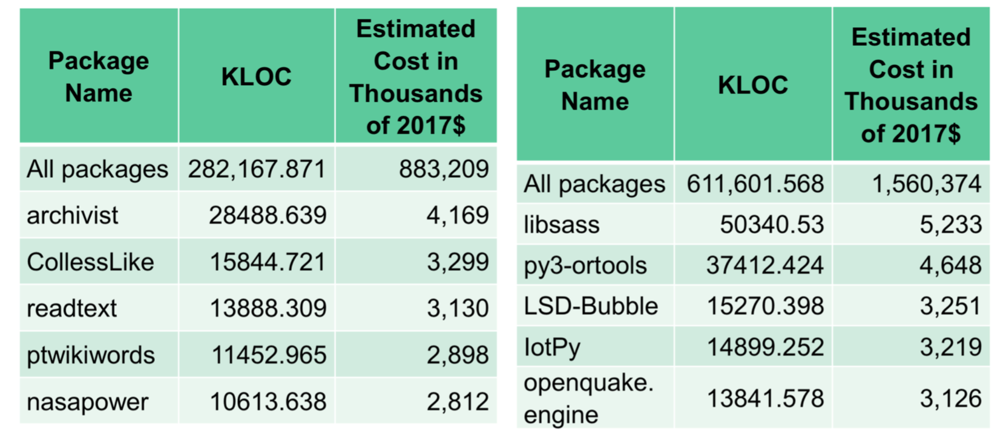 Package Name KLOC Estimated Cost in Thousands of 2017$
All packages 282,167.871 883,209
archivist 28488.639 4,169
CollessLike 15844.721 3,299
readtext 13888.309 3,130
ptwikiwords 11452.965 2,898
nasapower 10613.638 2,812
Package Name KLOC Estimated Cost in Thousands of 2017$
All packages 611,601.568 1,560,374
libsass 50340.53 5,233
py3-ortools 37412.424 4,648
LSD-Bubble 15270.398 3,251
IotPy 14899.252 3,219
openquake.
engine 13841.578 3,126